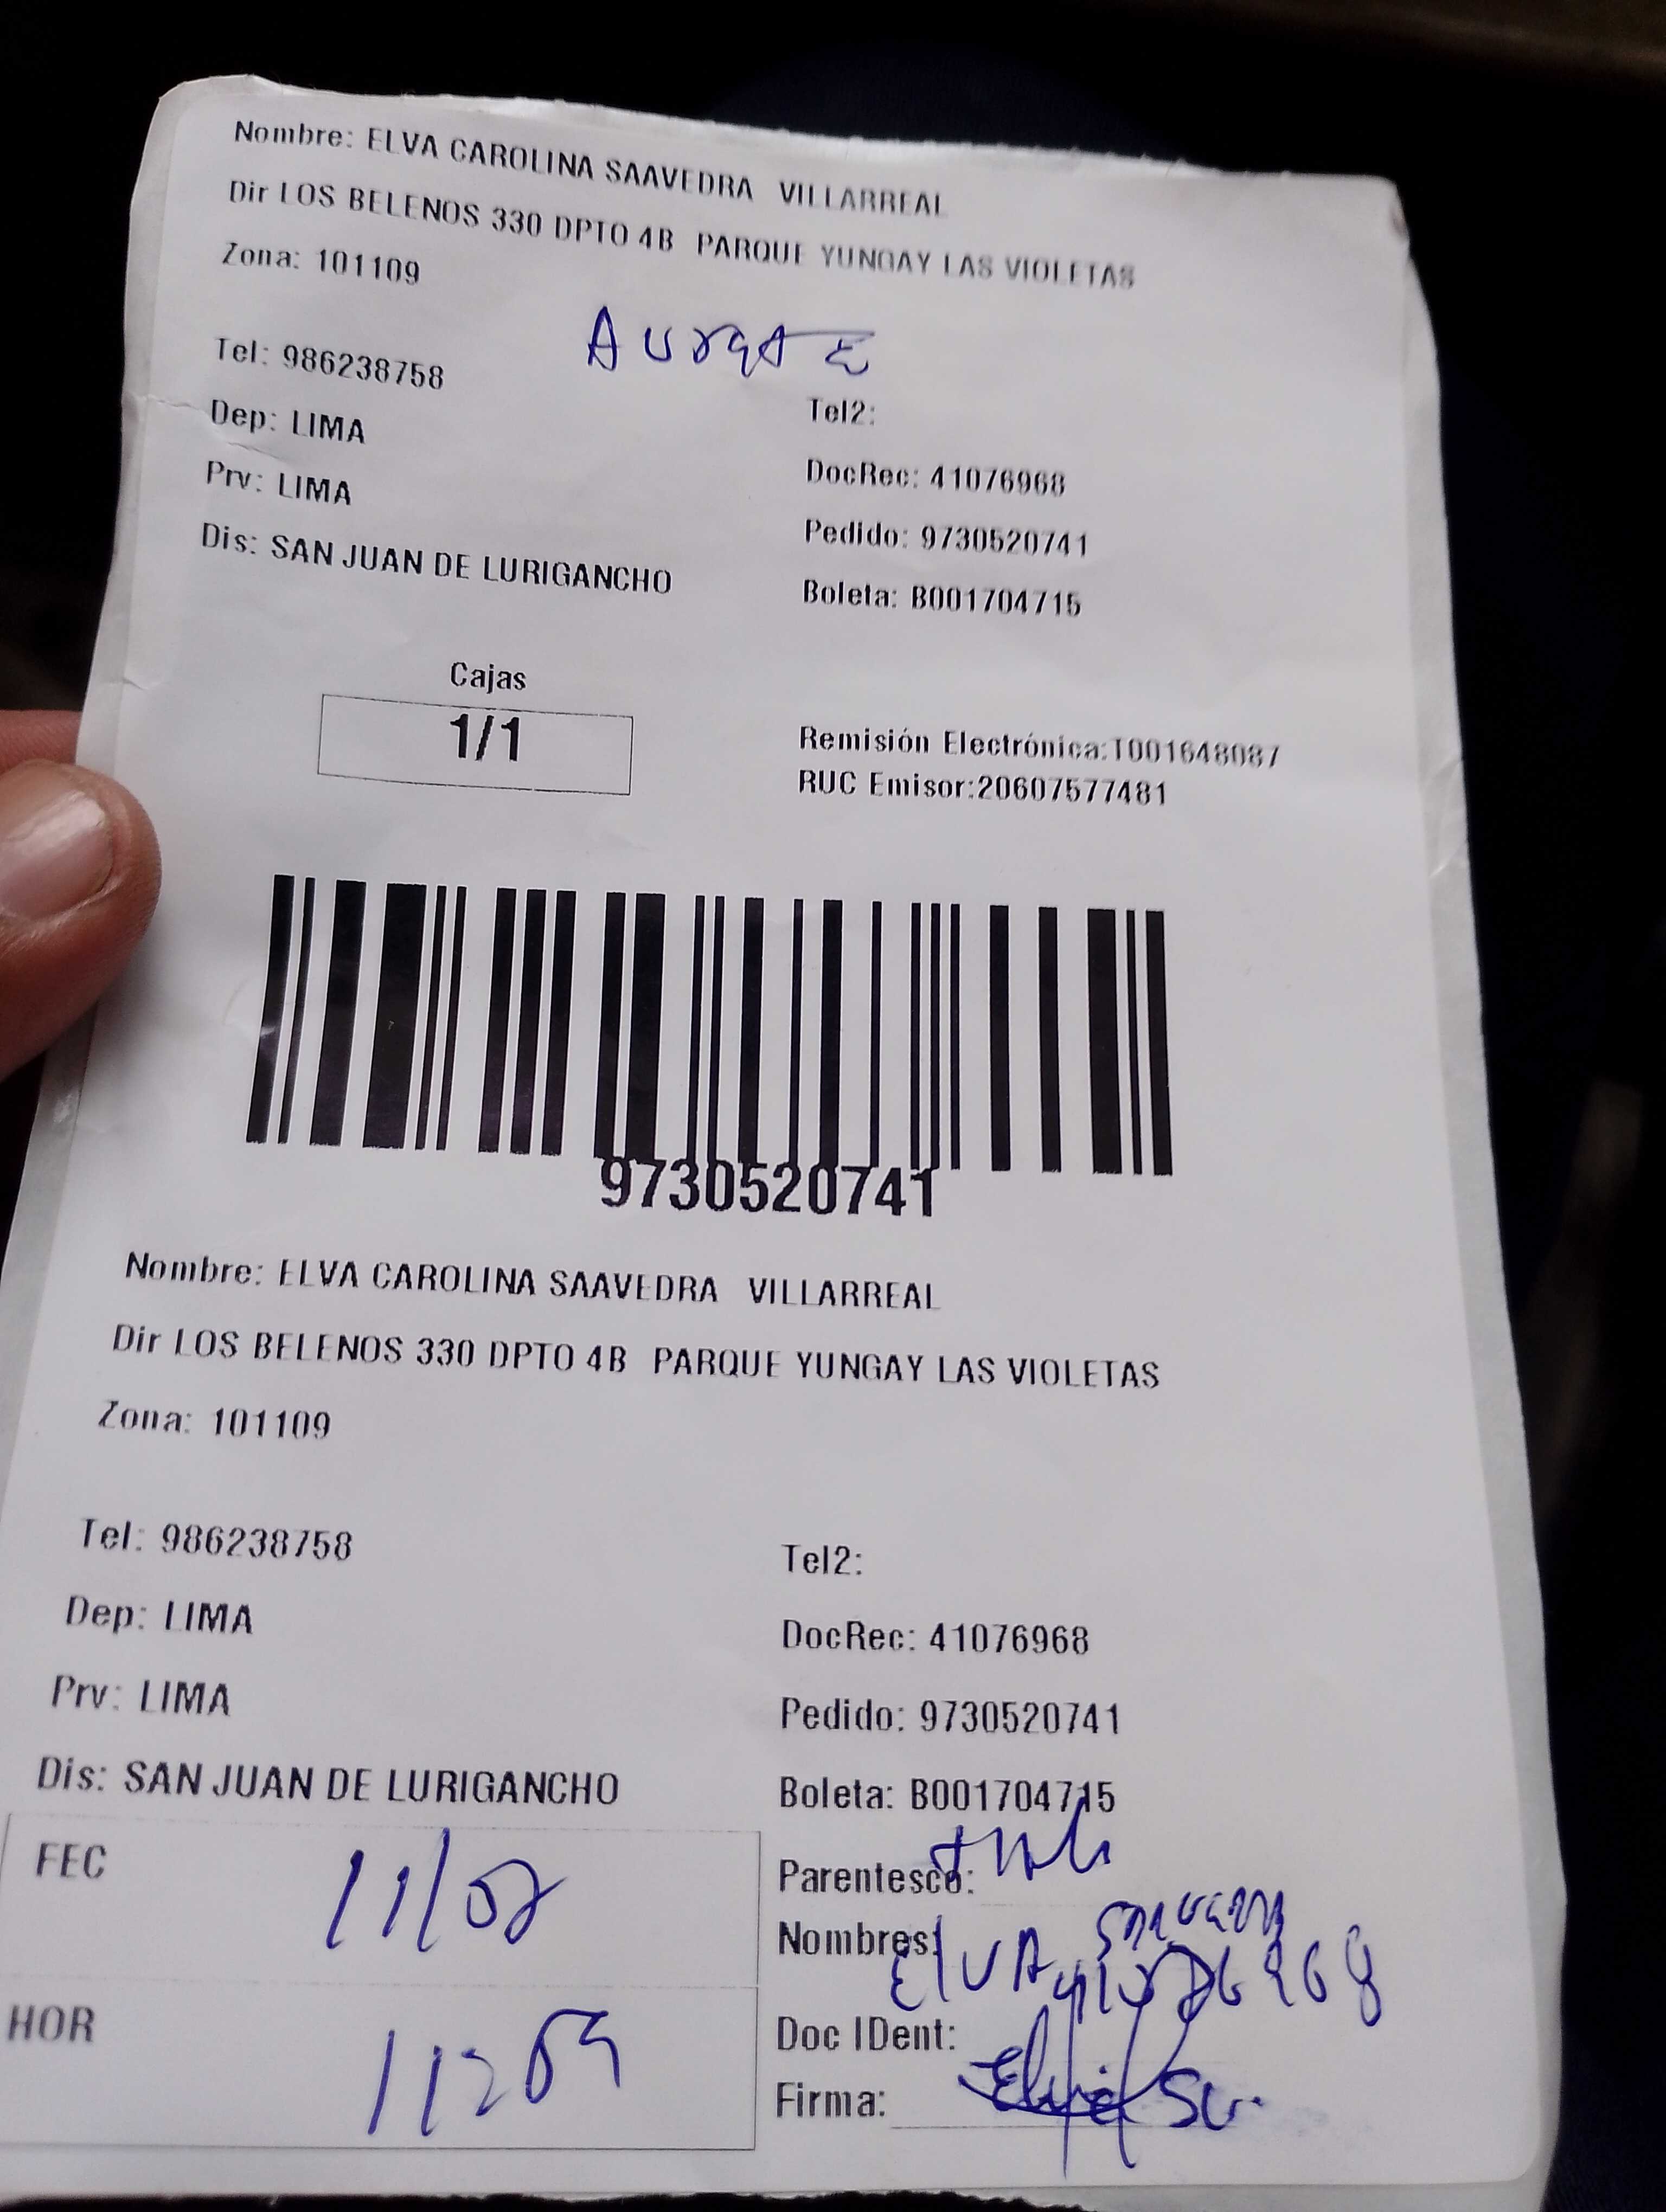 Nombre: ELVA CAROLINA SAAVEDRA VILLARREAL
Dir LOS BELENOS 330 DPTO 4B PARQUE YUNGAY LAS VIOLETAS
Zona: 101109
Tel: 986238758
Tel2:
Dep: LIMA
DocRec: 41076968
Prv: LIMA
Pedido: 9730520741
Dis: SAN JUAN DE LURIGANCHO
Boleta: B001704715
Cajas
1/1
Remisión Electrónica:T001648087
RUC Emisor:20607577481
9730520741
Nombre: ELVA CAROLINA SAAVEDRA VILLARREAL
Dir LOS BELENOS 330 DPTO 4B PARQUE YUNGAY LAS VIOLETAS
Zona: 101109
Tel: 986238758
Tel2:
Dep: LIMA
DocRec: 41076968
Prv: LIMA
Pedido: 9730520741
Dis: SAN JUAN DE LURIGANCHO
Boleta: B001704715
FEC 11/02
Parentesco:
Nombres: Elva
HOR
Doc IDent:
Firma: